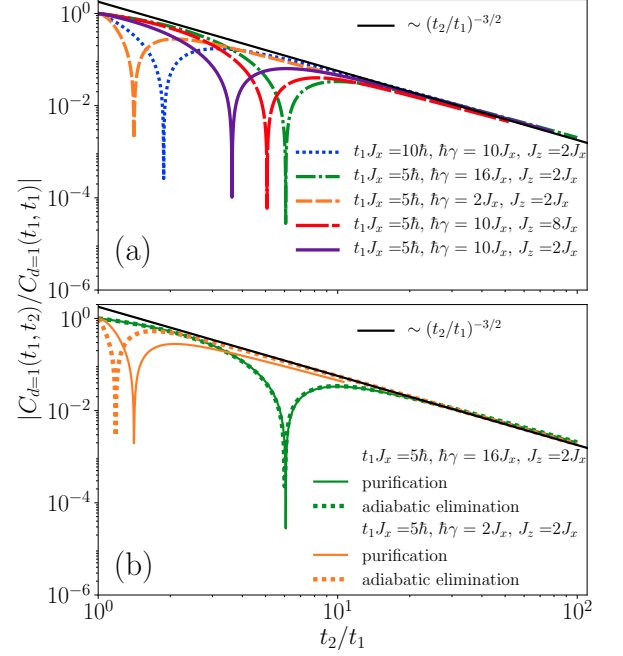 |C_{d=1}(t_1, t_2)/C_{d=1}(t_1, t_1)|
10^0
10^{-2}
10^{-4}
10^{-6}
∼ (t_2/t_1)^{-3/2}
t_1J_x =10ℏ, ℏγ = 10J_x, J_z =2J_x
t_1J_x =5ℏ, ℏγ = 16J_x, J_z =2J_x
t_1J_x =5ℏ, ℏγ = 2J_x, J_z =2J_x
t_1J_x =5ℏ, ℏγ = 10J_x, J_z =8J_x
t_1J_x =5ℏ, ℏγ = 10J_x, J_z =2J_x
(a)
10^0
10^{-2}
10^{-4}
10^{-6}
∼ (t_2/t_1)^{-3/2}
t_1J_x =5ℏ, ℏγ = 16J_x, J_z =2J_x
purification
adiabatic elimination
t_1J_x =5ℏ, ℏγ = 2J_x, J_z =2J_x
purification
adiabatic elimination
(b)
10^0 10^1 10^2
t_2/t_1